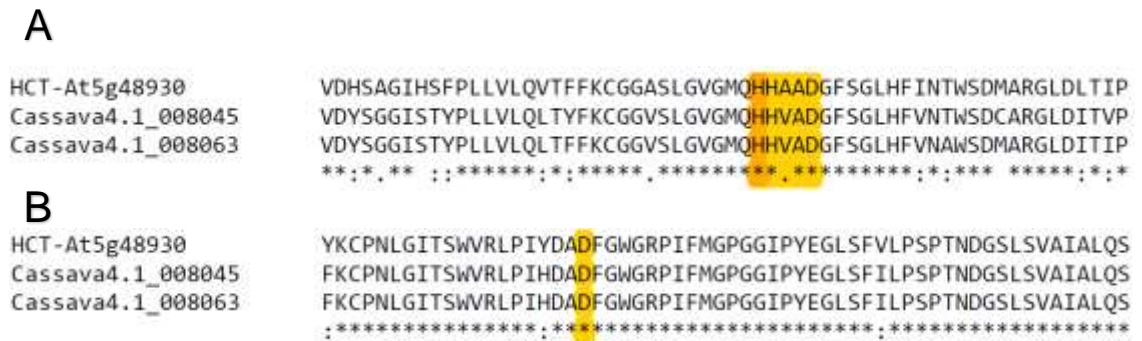 A
HCT-At5g48930 VDHSAGIHSFPLLVLQVTFFKCGGASLGVGMQHHAADGFSGLHFINTWSDMARGLDLTIP
Cassava4.1_008045 VDYSGGISTYPLLVLQLTYFKCGGVSLGVGMQHHVADGFSGLHFVNTWSDCARGLDITVP
Cassava4.1_008063 VDYSGGISTYPLLVLQLTFFKCGGVSLGVGMQHHVADGFSGLHFVNAWSDMARGLDITIP
**:*.** ::******:*:*****.*********.*********:*:*** *****:*:*
B
HCT-At5g48930 YKCPNLGITSWVRLPIYDADFGWGRPIFMGPGGIPYEGLSFVLPSPTNDGSLSVAIALQS
Cassava4.1_008045 FKCPNLGITSWVRLPIHDADFGWGRPIFMGPGGIPYEGLSFILPSPTNDGSLSVAIALQS
Cassava4.1_008063 FKCPNLGITSWVRLPIHDADFGWGRPIFMGPGGIPYEGLSFILPSPTNDGSLSVAIALQS
:***************:************************:******************